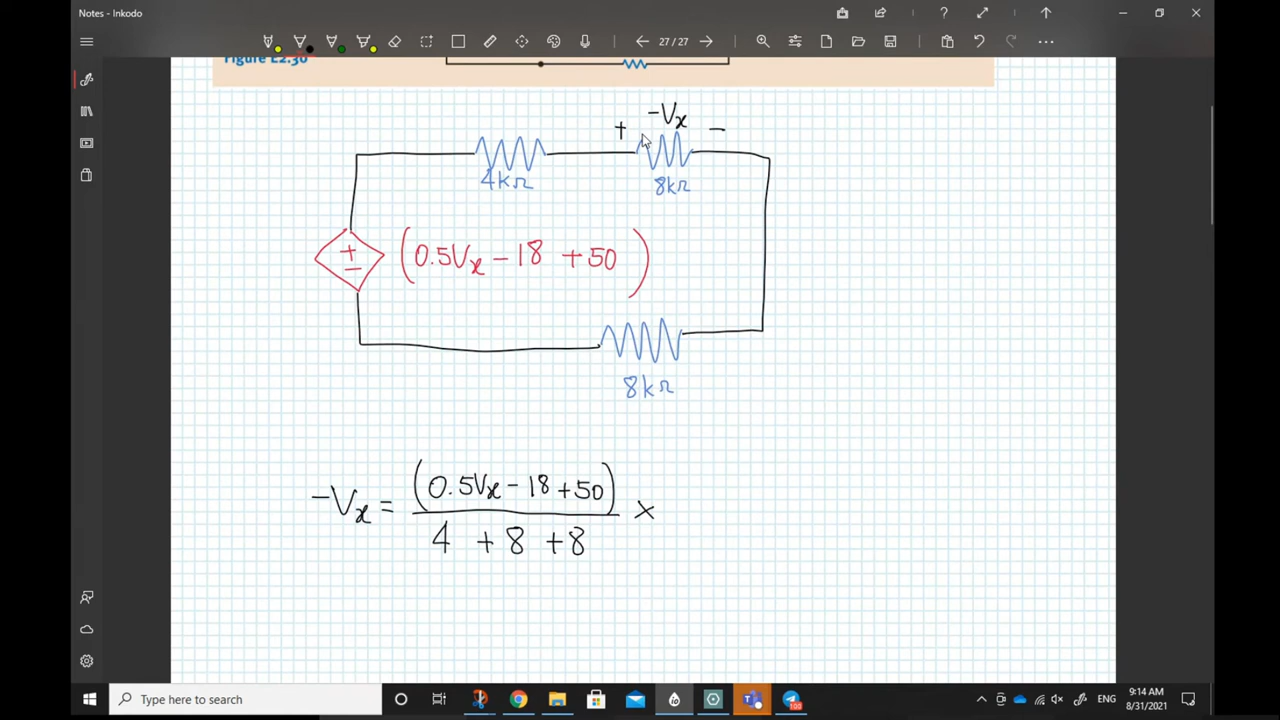 Notes - Inkodo
27 / 27
Figure E2.30
+ -Vx -
4kΩ
8kΩ
+ - (0.5Vx - 18 + 50)
8kΩ
-Vx = (0.5Vx - 18 + 50) ×
4 + 8 + 8
Type here to search
100
ENG
9:14 AM
8/31/2021